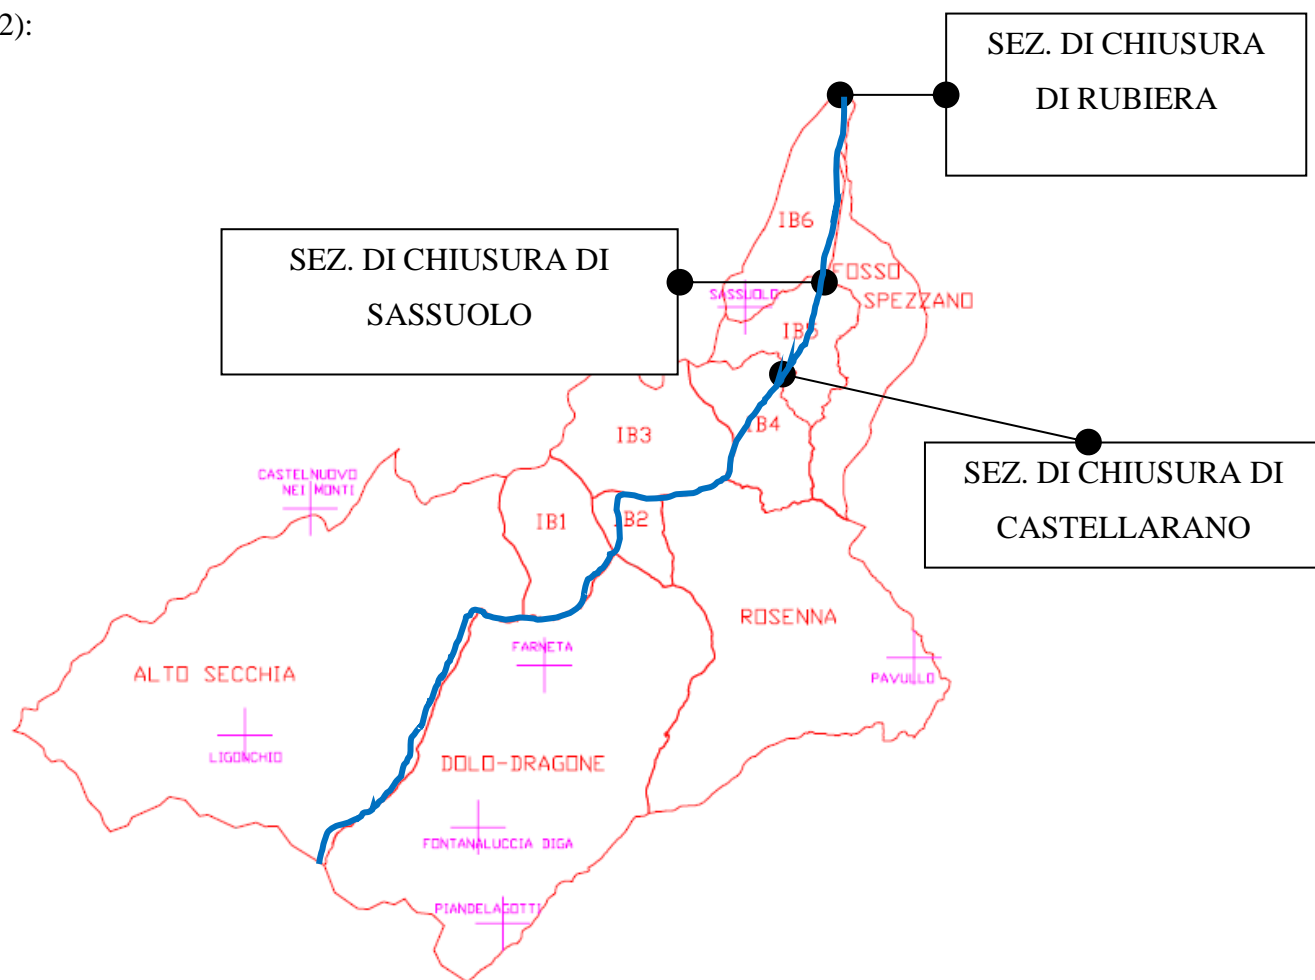 2):
SEZ. DI CHIUSURA
DI RUBIERA
IB6
SEZ. DI CHIUSURA DI
SASSUOLO
FOSSO
SPEZZANO
SASSUOLO
IB5
IB3
IB4
SEZ. DI CHIUSURA DI
CASTELLARANO
CASTELNUOVO
NEI MONTI
IB1
IB2
ROSENNA
FARNETA
ALTO SECCHIA
PAVULLO
LIGONCHIO
DOLO-DRAGONE
FONTANALUCCIA DIGA
PIANDELAGOTTI